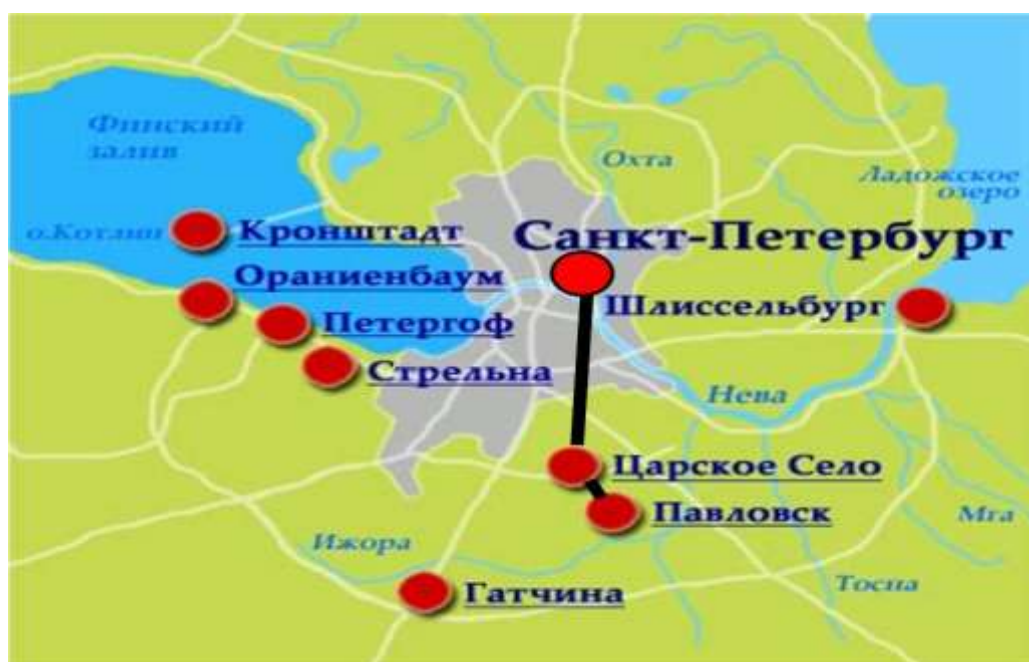 Финский
залив
Охта
Ладожское
озеро
о.Котлин
Кронштадт
Санкт-Петербург
Ораниенбаум
Шлиссельбург
Петергоф
Стрельна
Нева
Царское Село
Павловск
Мга
Ижора
Тосна
Гатчина